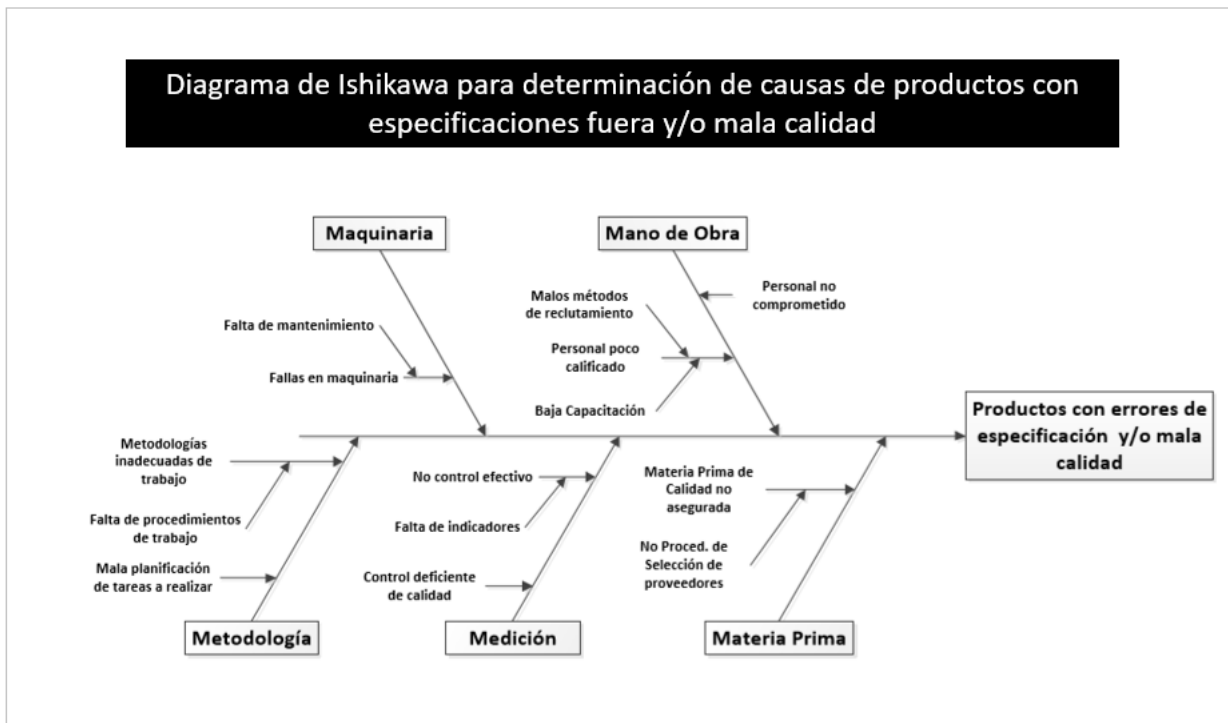 Diagrama de Ishikawa para determinación de causas de productos con
especificaciones fuera y/o mala calidad
Maquinaria
Mano de Obra
Personal no
comprometido
Malos métodos
de reclutamiento
Falta de mantenimiento
Personal poco
calificado
Fallas en maquinaria
Baja Capacitación
Productos con errores de
especificación y/o mala
calidad
Metodologías
inadecuadas de
trabajo
No control efectivo
Materia Prima de
Calidad no
asegurada
Falta de procedimientos
de trabajo
Falta de indicadores
No Proced. de
Selección de
proveedores
Mala planificación
de tareas a realizar
Control deficiente
de calidad
Metodología
Medición
Materia Prima